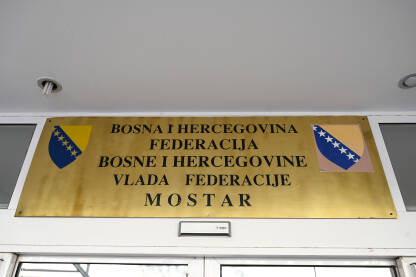 BOSNA I HERCEGOVINA
FEDERACIJA
BOSNE I HERCEGOVINE
VLADA FEDERACIJE
MOSTAR